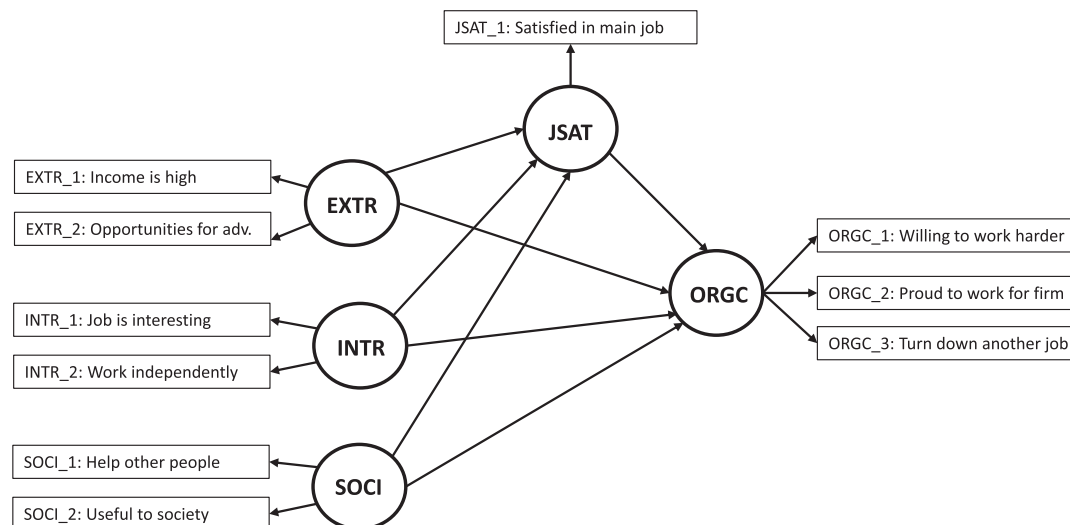 JSAT_1: Satisfied in main job
JSAT
EXTR_1: Income is high
EXTR_2: Opportunities for adv.
EXTR
ORGC_1: Willing to work harder
ORGC_2: Proud to work for firm
ORGC_3: Turn down another job
ORGC
INTR_1: Job is interesting
INTR_2: Work independently
INTR
SOCI_1: Help other people
SOCI_2: Useful to society
SOCI